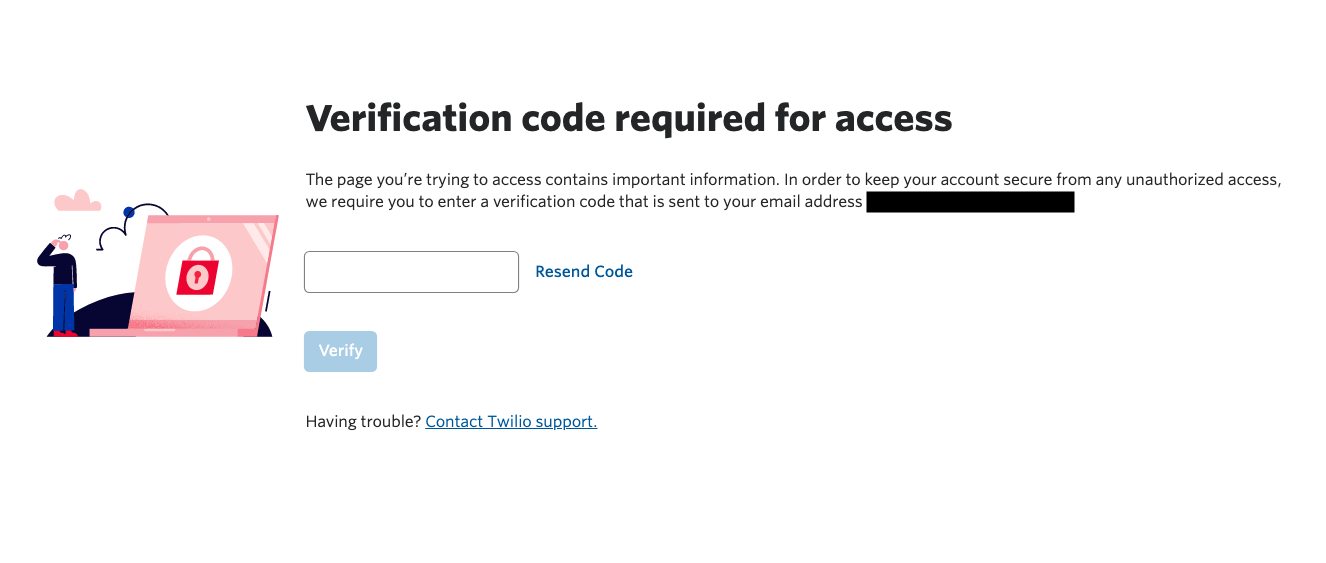 Verification code required for access
The page you’re trying to access contains important information. In order to keep your account secure from any unauthorized access,
we require you to enter a verification code that is sent to your email address
Resend Code
Verify
Having trouble? Contact Twilio support.